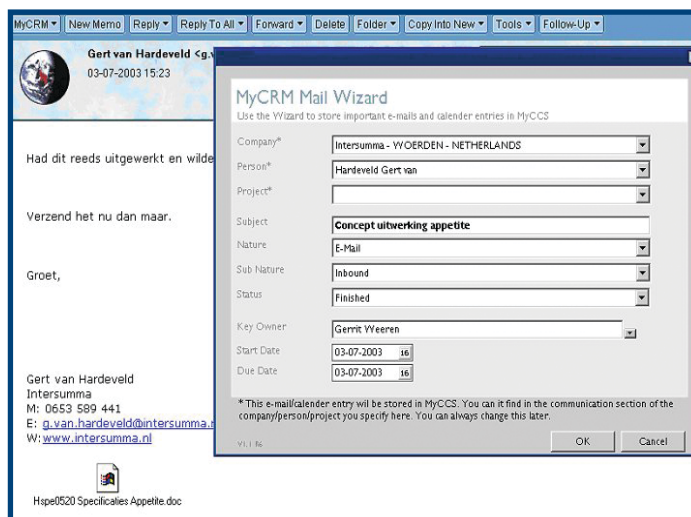 MyCRM New Memo Reply Reply To All Forward Delete Folder Copy Into New Tools Follow-Up
Gert van Hardeveld
03-07-2003 15:23
Had dit reeds uitgewerkt en wilde
Verzend het nu dan maar.
Groet,
Gert van Hardeveld
Intersumma
M: 0653 589 441
E: g.van.hardeveld@intersumma.
W: www.intersumma.nl
Hspe0520 Specificaties Appetite.doc
MyCRM Mail Wizard
Use the Wizard to store important e-mails and calender entries in MyCCS
Company* Intersumma - WOERDEN - NETHERLANDS
Person* Hardeveld Gert van
Project*
Subject Concept uitwerking appetite
Nature E-Mail
Sub Nature Inbound
Status Finished
Key Owner Gerrit Weeren
Start Date 03-07-2003 16
Due Date 03-07-2003 16
* This e-mail/calender entry wil be stored in MyCCS. You can it find in the communication section of the
company/person/project you specify here. You can always change this later.
OK Cancel